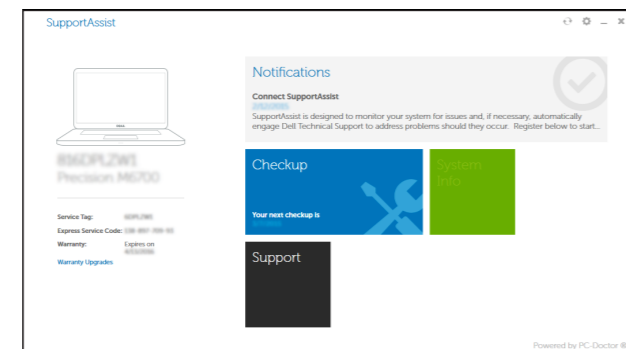 SupportAssist
Notifications
Connect SupportAssist
SupportAssist is designed to monitor your system for issues and, if necessary, automatically
engage Dell Technical Support to address problems should they occur. Register below to start...
Precision M6700
Checkup
System
Info
Your next checkup is
Service Tag:
Express Service Code:
Warranty: Expires on
Warranty Upgrades
Support
Powered by PC-Doctor ®